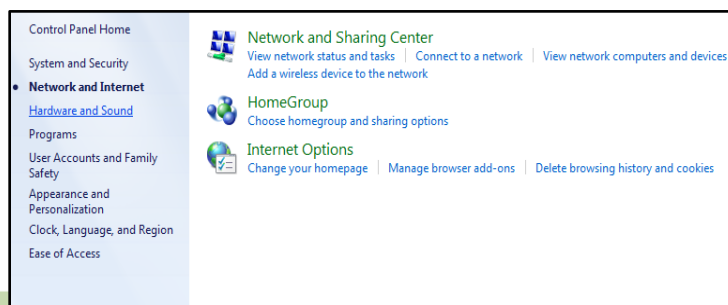 Control Panel Home
System and Security
Network and Internet
Hardware and Sound
Programs
User Accounts and Family
Safety
Appearance and
Personalization
Clock, Language, and Region
Ease of Access
Network and Sharing Center
View network status and tasks | Connect to a network | View network computers and devices
Add a wireless device to the network
HomeGroup
Choose homegroup and sharing options
Internet Options
Change your homepage | Manage browser add-ons | Delete browsing history and cookies